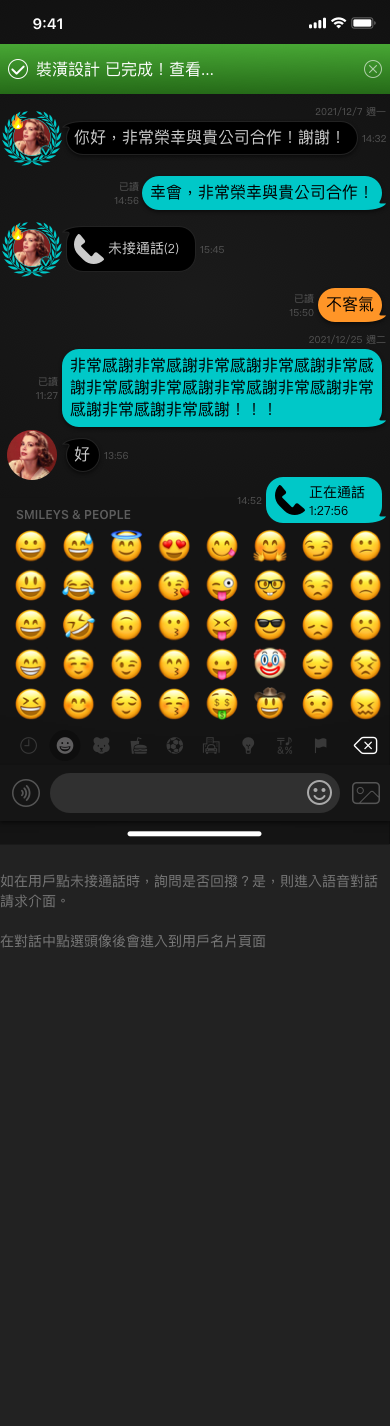 9:41
裝潢設計 已完成！查看...
2021/12/7 週一
你好，非常榮幸與貴公司合作！謝謝！
14:32
已讀
14:56
幸會，非常榮幸與貴公司合作！
未接通話(2)
15:45
已讀
15:50
不客氣
2021/12/25 週二
非常感謝非常感謝非常感謝非常感謝非常感
謝非常感謝非常感謝非常感謝非常感謝非常
感謝非常感謝非常感謝！！！
已讀
11:27
好
13:56
14:52
正在通話
1:27:56
SMILEYS & PEOPLE
如在用戶點未接通話時，詢問是否回撥？是，則進入語音對話
請求介面。
在對話中點選頭像後會進入到用戶名片頁面